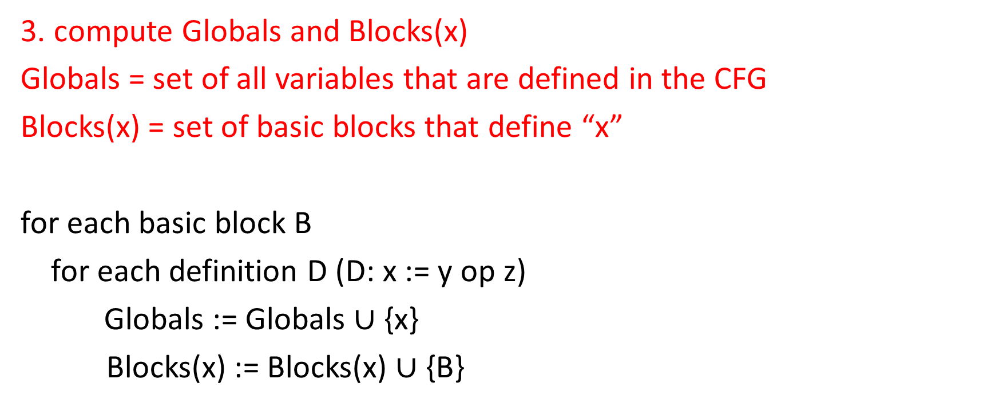 3. compute Globals and Blocks(x)
Globals = set of all variables that are defined in the CFG
Blocks(x) = set of basic blocks that define “x”
for each basic block B
for each definition D (D: x := y op z)
Globals := Globals ∪ {x}
Blocks(x) := Blocks(x) ∪ {B}